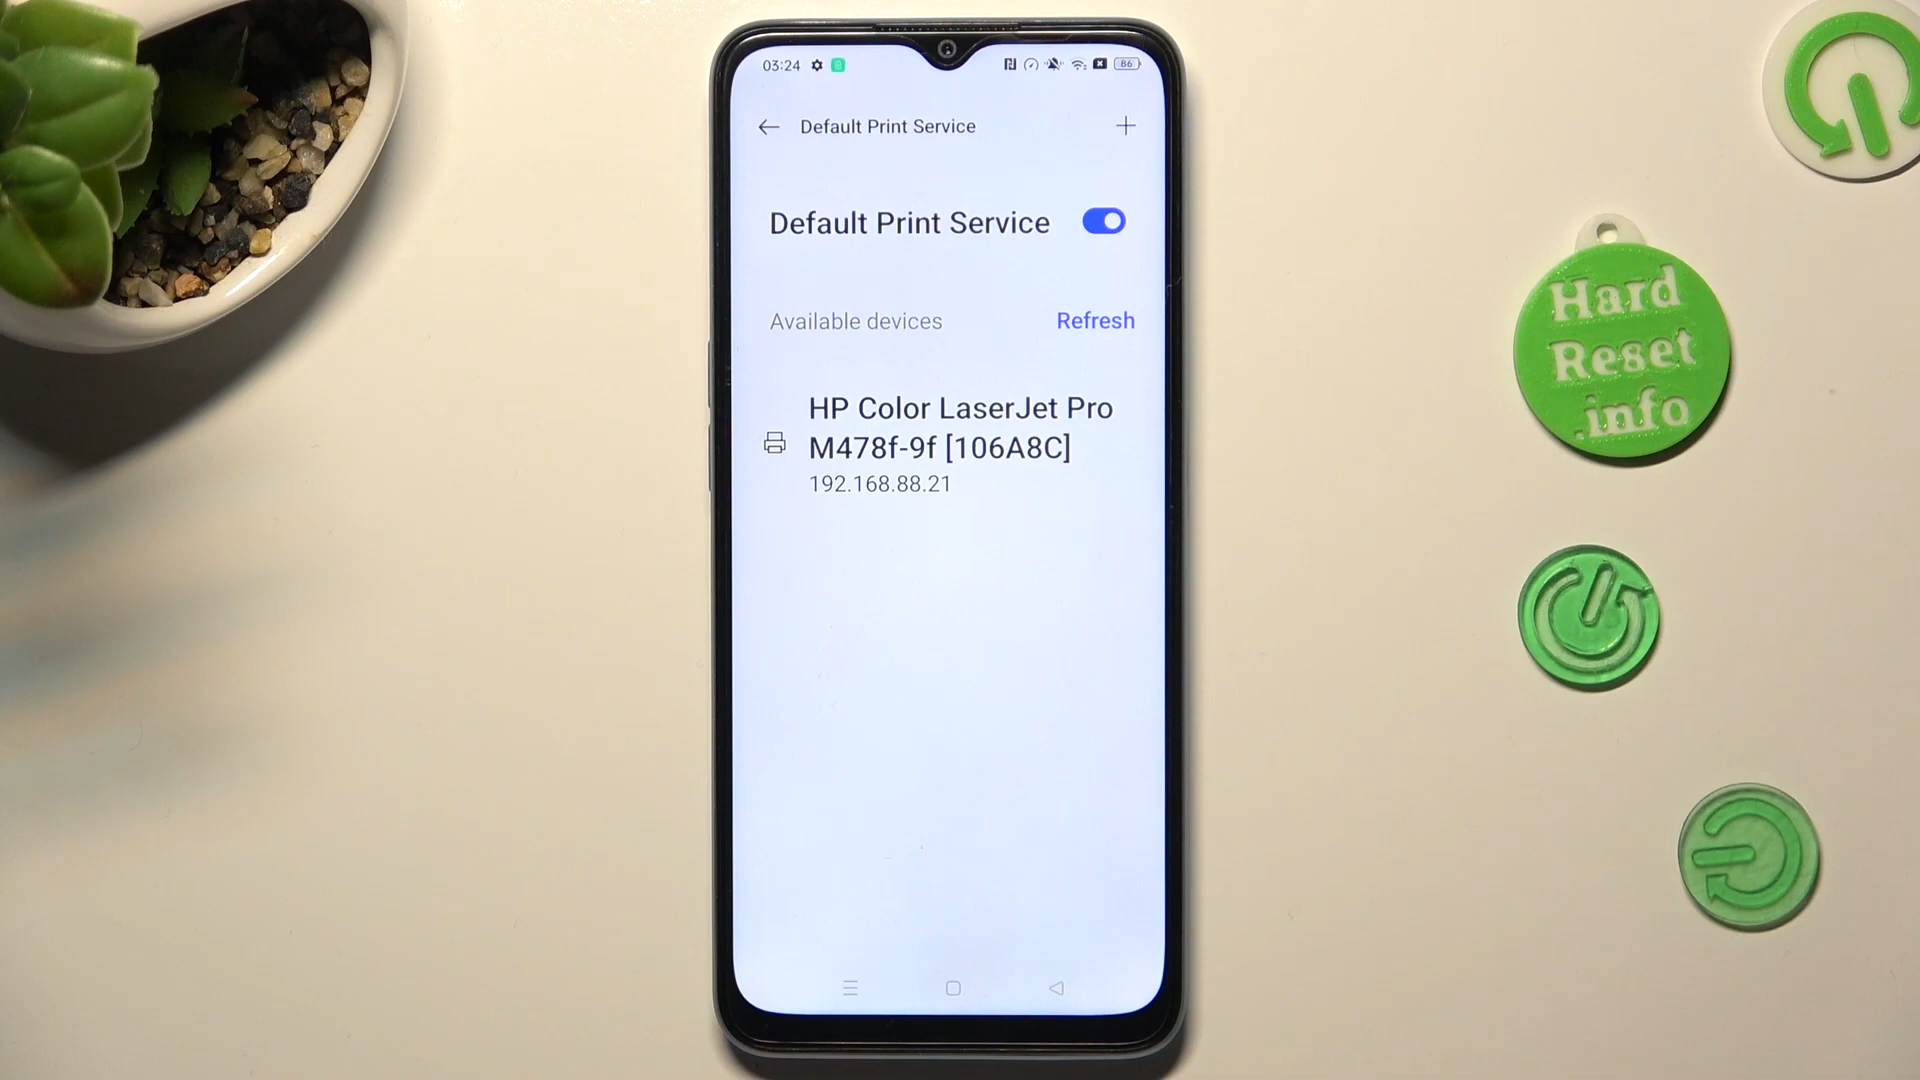 03:24
86
Default Print Service
Default Print Service
Available devices
Refresh
HP Color LaserJet Pro
M478f-9f [106A8C]
192.168.88.21
Hard
Reset
.info